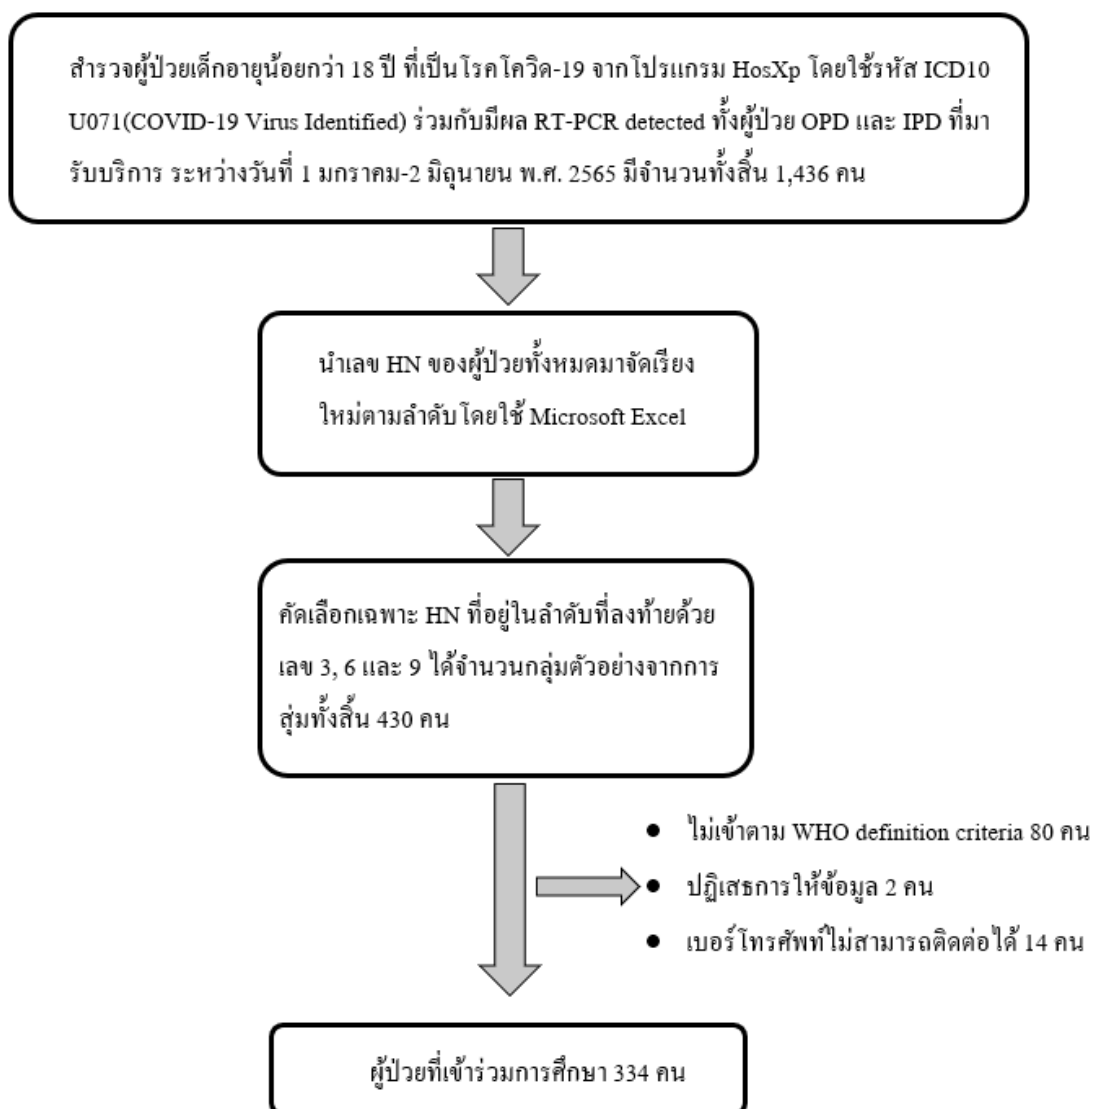 สำรวจผู้ป่วยเด็กอายุน้อยกว่า 18 ปี ที่เป็นโรคโควิด-19 จากโปรแกรม HosXp โดยใช้รหัส ICD10
U071(COVID-19 Virus Identified) ร่วมกับมีผล RT-PCR detected ทั้งผู้ป่วย OPD และ IPD ที่มา
รับบริการ ระหว่างวันที่ 1 มกราคม-2 มิถุนายน พ.ศ. 2565 มีจำนวนทั้งสิ้น 1,436 คน
นำเลข HN ของผู้ป่วยทั้งหมดมาจัดเรียง
ใหม่ตามลำดับโดยใช้ Microsoft Excel
คัดเลือกเฉพาะ HN ที่อยู่ในลำดับที่ลงท้ายด้วย
เลข 3, 6 และ 9 ได้จำนวนกลุ่มตัวอย่างจากการ
สุ่มทั้งสิ้น 430 คน
● ไม่เข้าตาม WHO definition criteria 80 คน
● ปฏิเสธการให้ข้อมูล 2 คน
● เบอร์โทรศัพท์ไม่สามารถติดต่อได้ 14 คน
ผู้ป่วยที่เข้าร่วมการศึกษา 334 คน